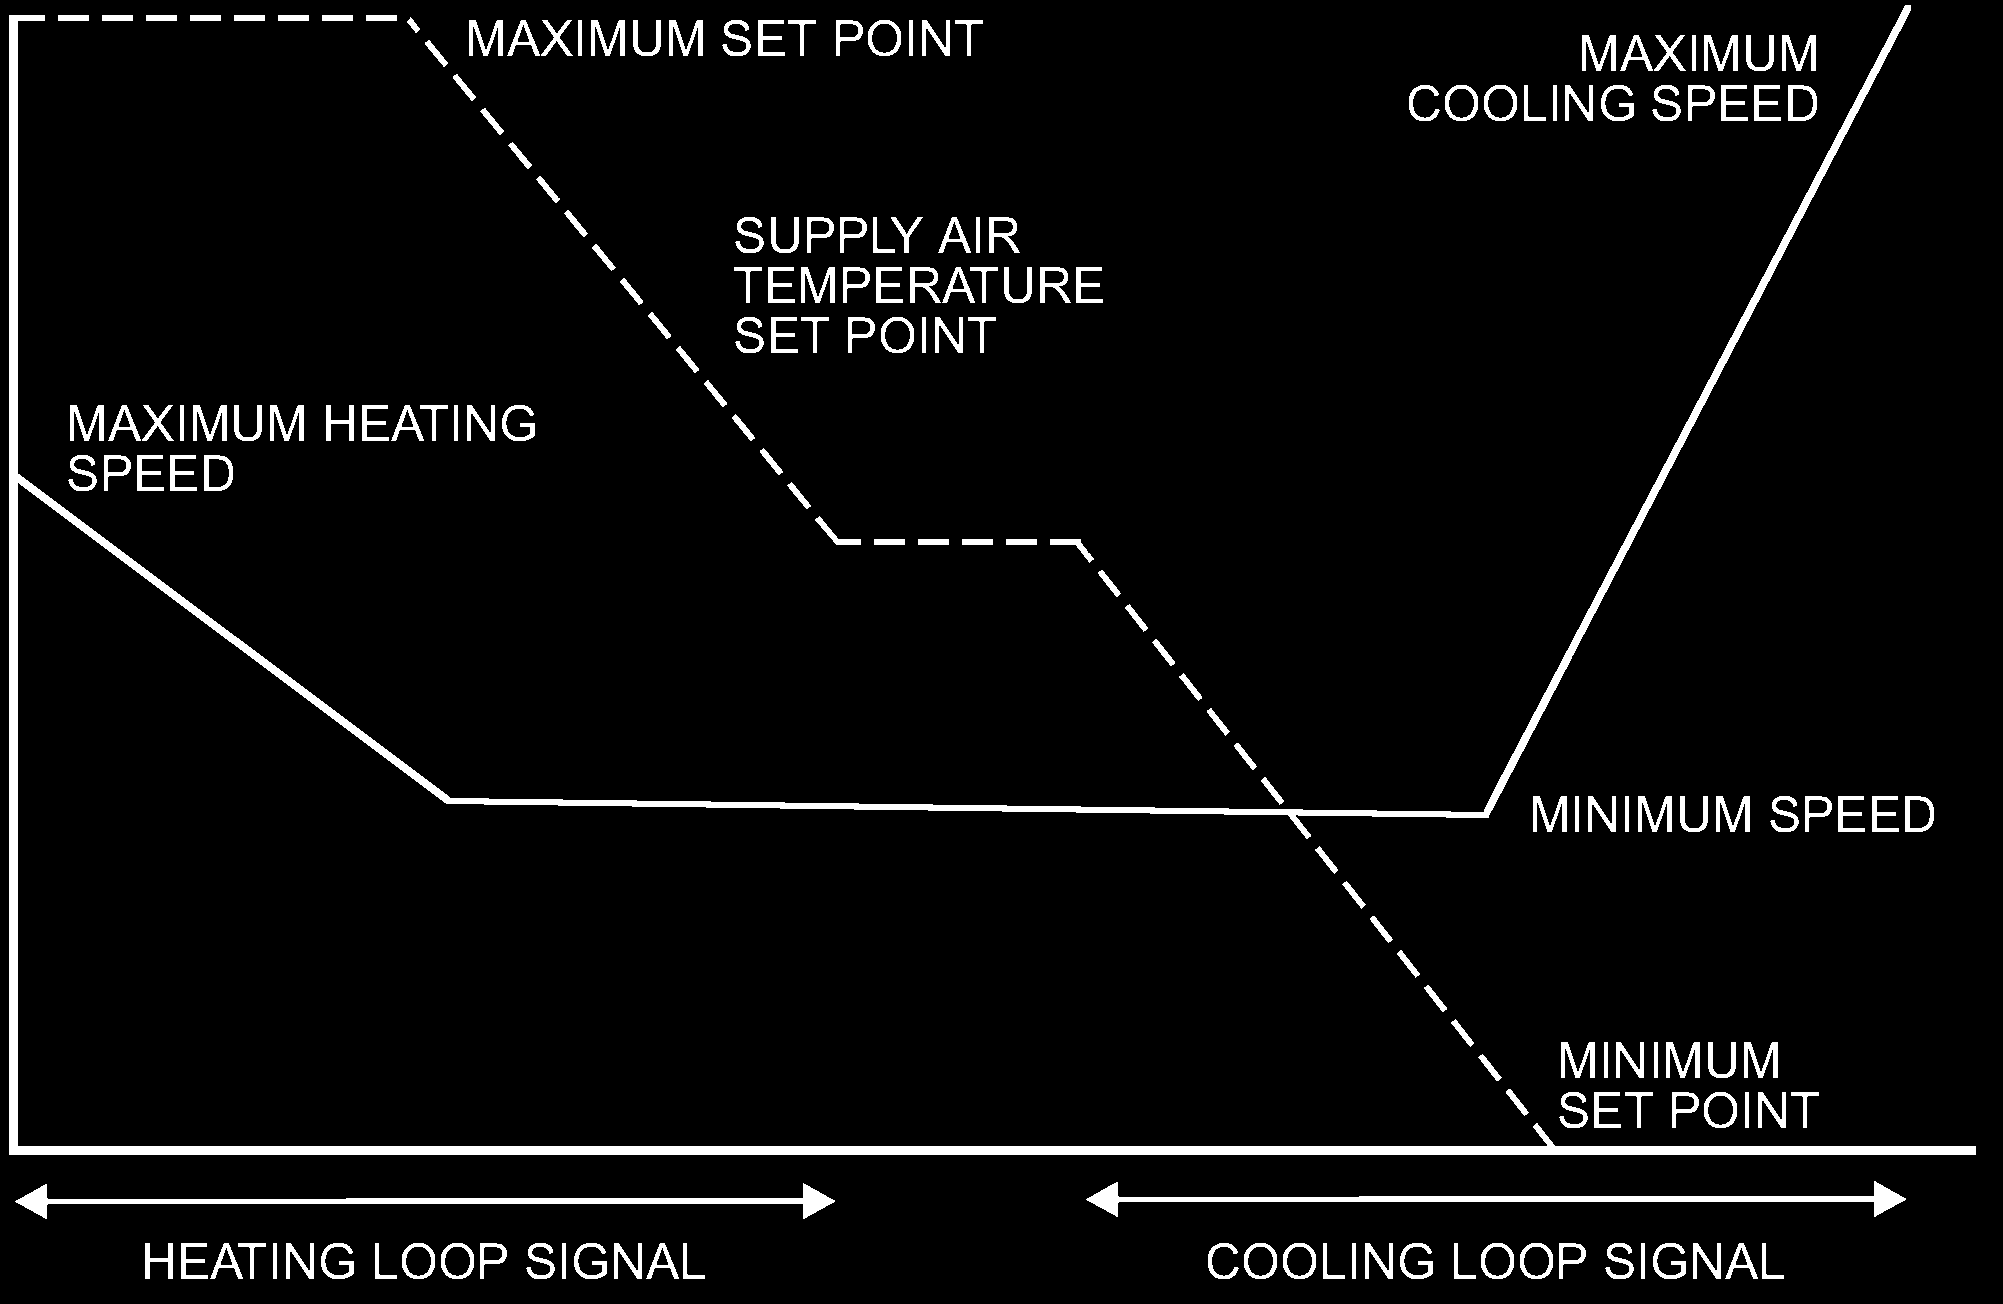 MAXIMUM SET POINT
MAXIMUM
COOLING SPEED
SUPPLY AIR
TEMPERATURE
SET POINT
MAXIMUM HEATING
SPEED
MINIMUM SPEED
MINIMUM
SET POINT
HEATING LOOP SIGNAL
COOLING LOOP SIGNAL